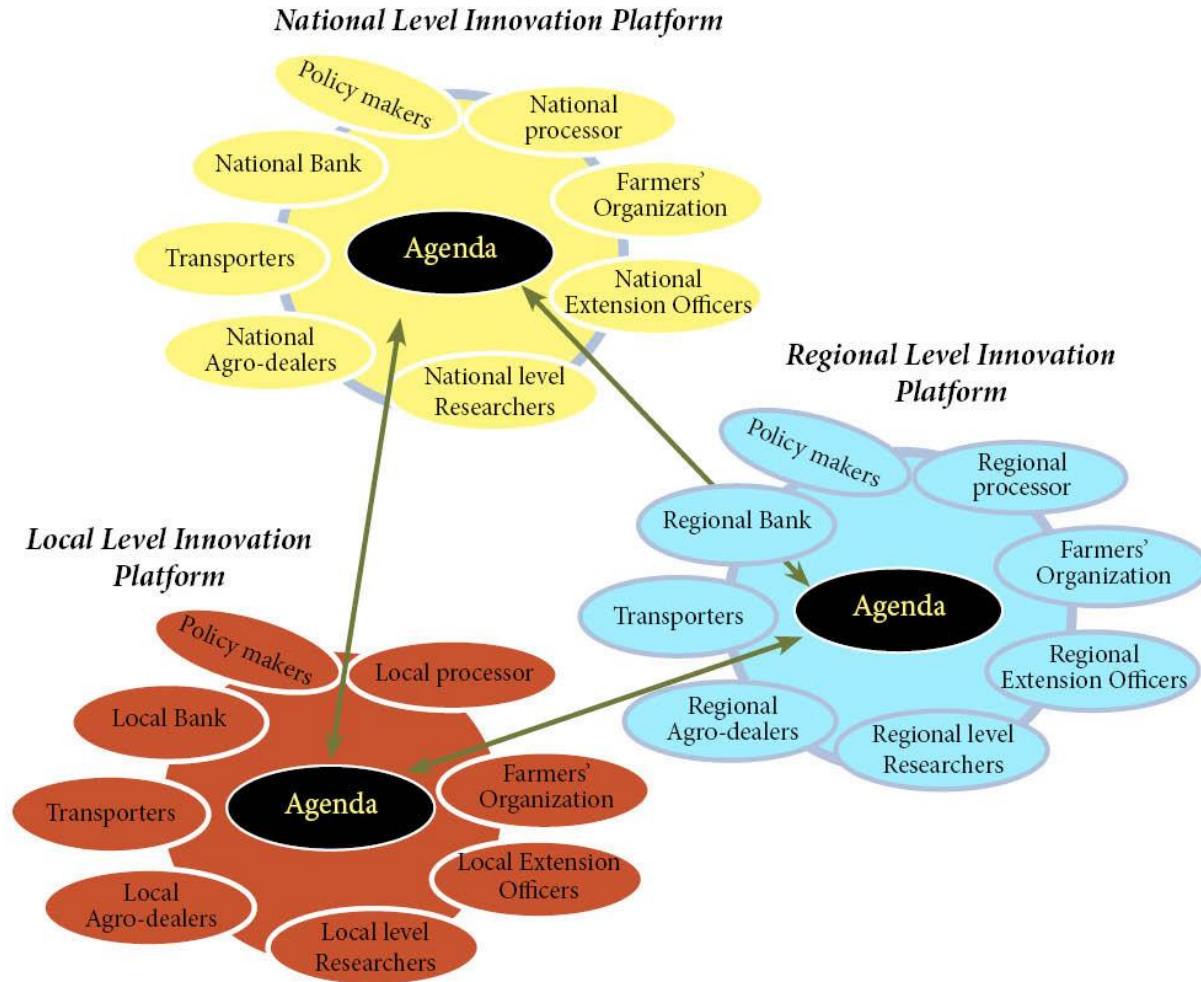 National Level Innovation Platform
Policy makers
National
processor
National Bank
Farmers'
Organization
Transporters
Agenda
National
Extension Officers
National
Agro-dealers
National level
Researchers
Regional Level Innovation
Platform
Policy makers
Regional
processor
Regional Bank
Farmers'
Organization
Transporters
Agenda
Regional
Extension Officers
Regional
Agro-dealers
Regional level
Researchers
Local Level Innovation
Platform
Policy makers
Local processor
Local Bank
Farmers'
Organization
Transporters
Agenda
Local Extension
Officers
Local
Agro-dealers
Local level
Researchers